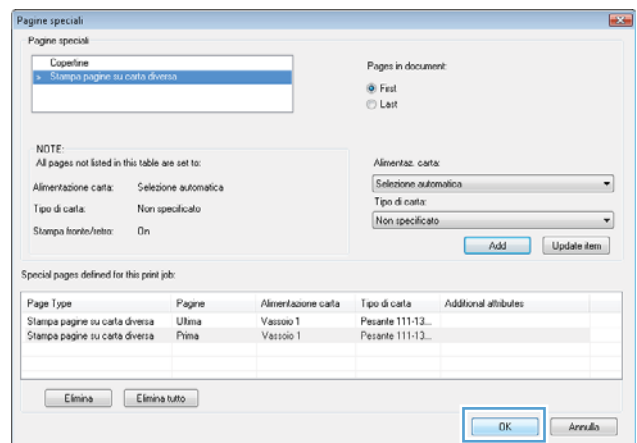 Pagine speciali
Pagine speciali
Copertine
> Stampa pagine su carta diversa
Pages in document:
First
Last
NOTE:
All pages not listed in this table are set to:
Alimentazione carta: Selezione automatica
Tipo di carta: Non specificato
Stampa fronte/retro: On
Alimentaz. carta:
Selezione automatica
Tipo di carta:
Non specificato
Add Update item
Special pages defined for this print job:
Page Type Pagine Alimentazione carta Tipo di carta Additional attributes
Stampa pagine su carta diversa Ultima Vassoio 1 Pesante 111-13...
Stampa pagine su carta diversa Prima Vassoio 1 Pesante 111-13...
Elimina Elimina tutto
OK Annulla